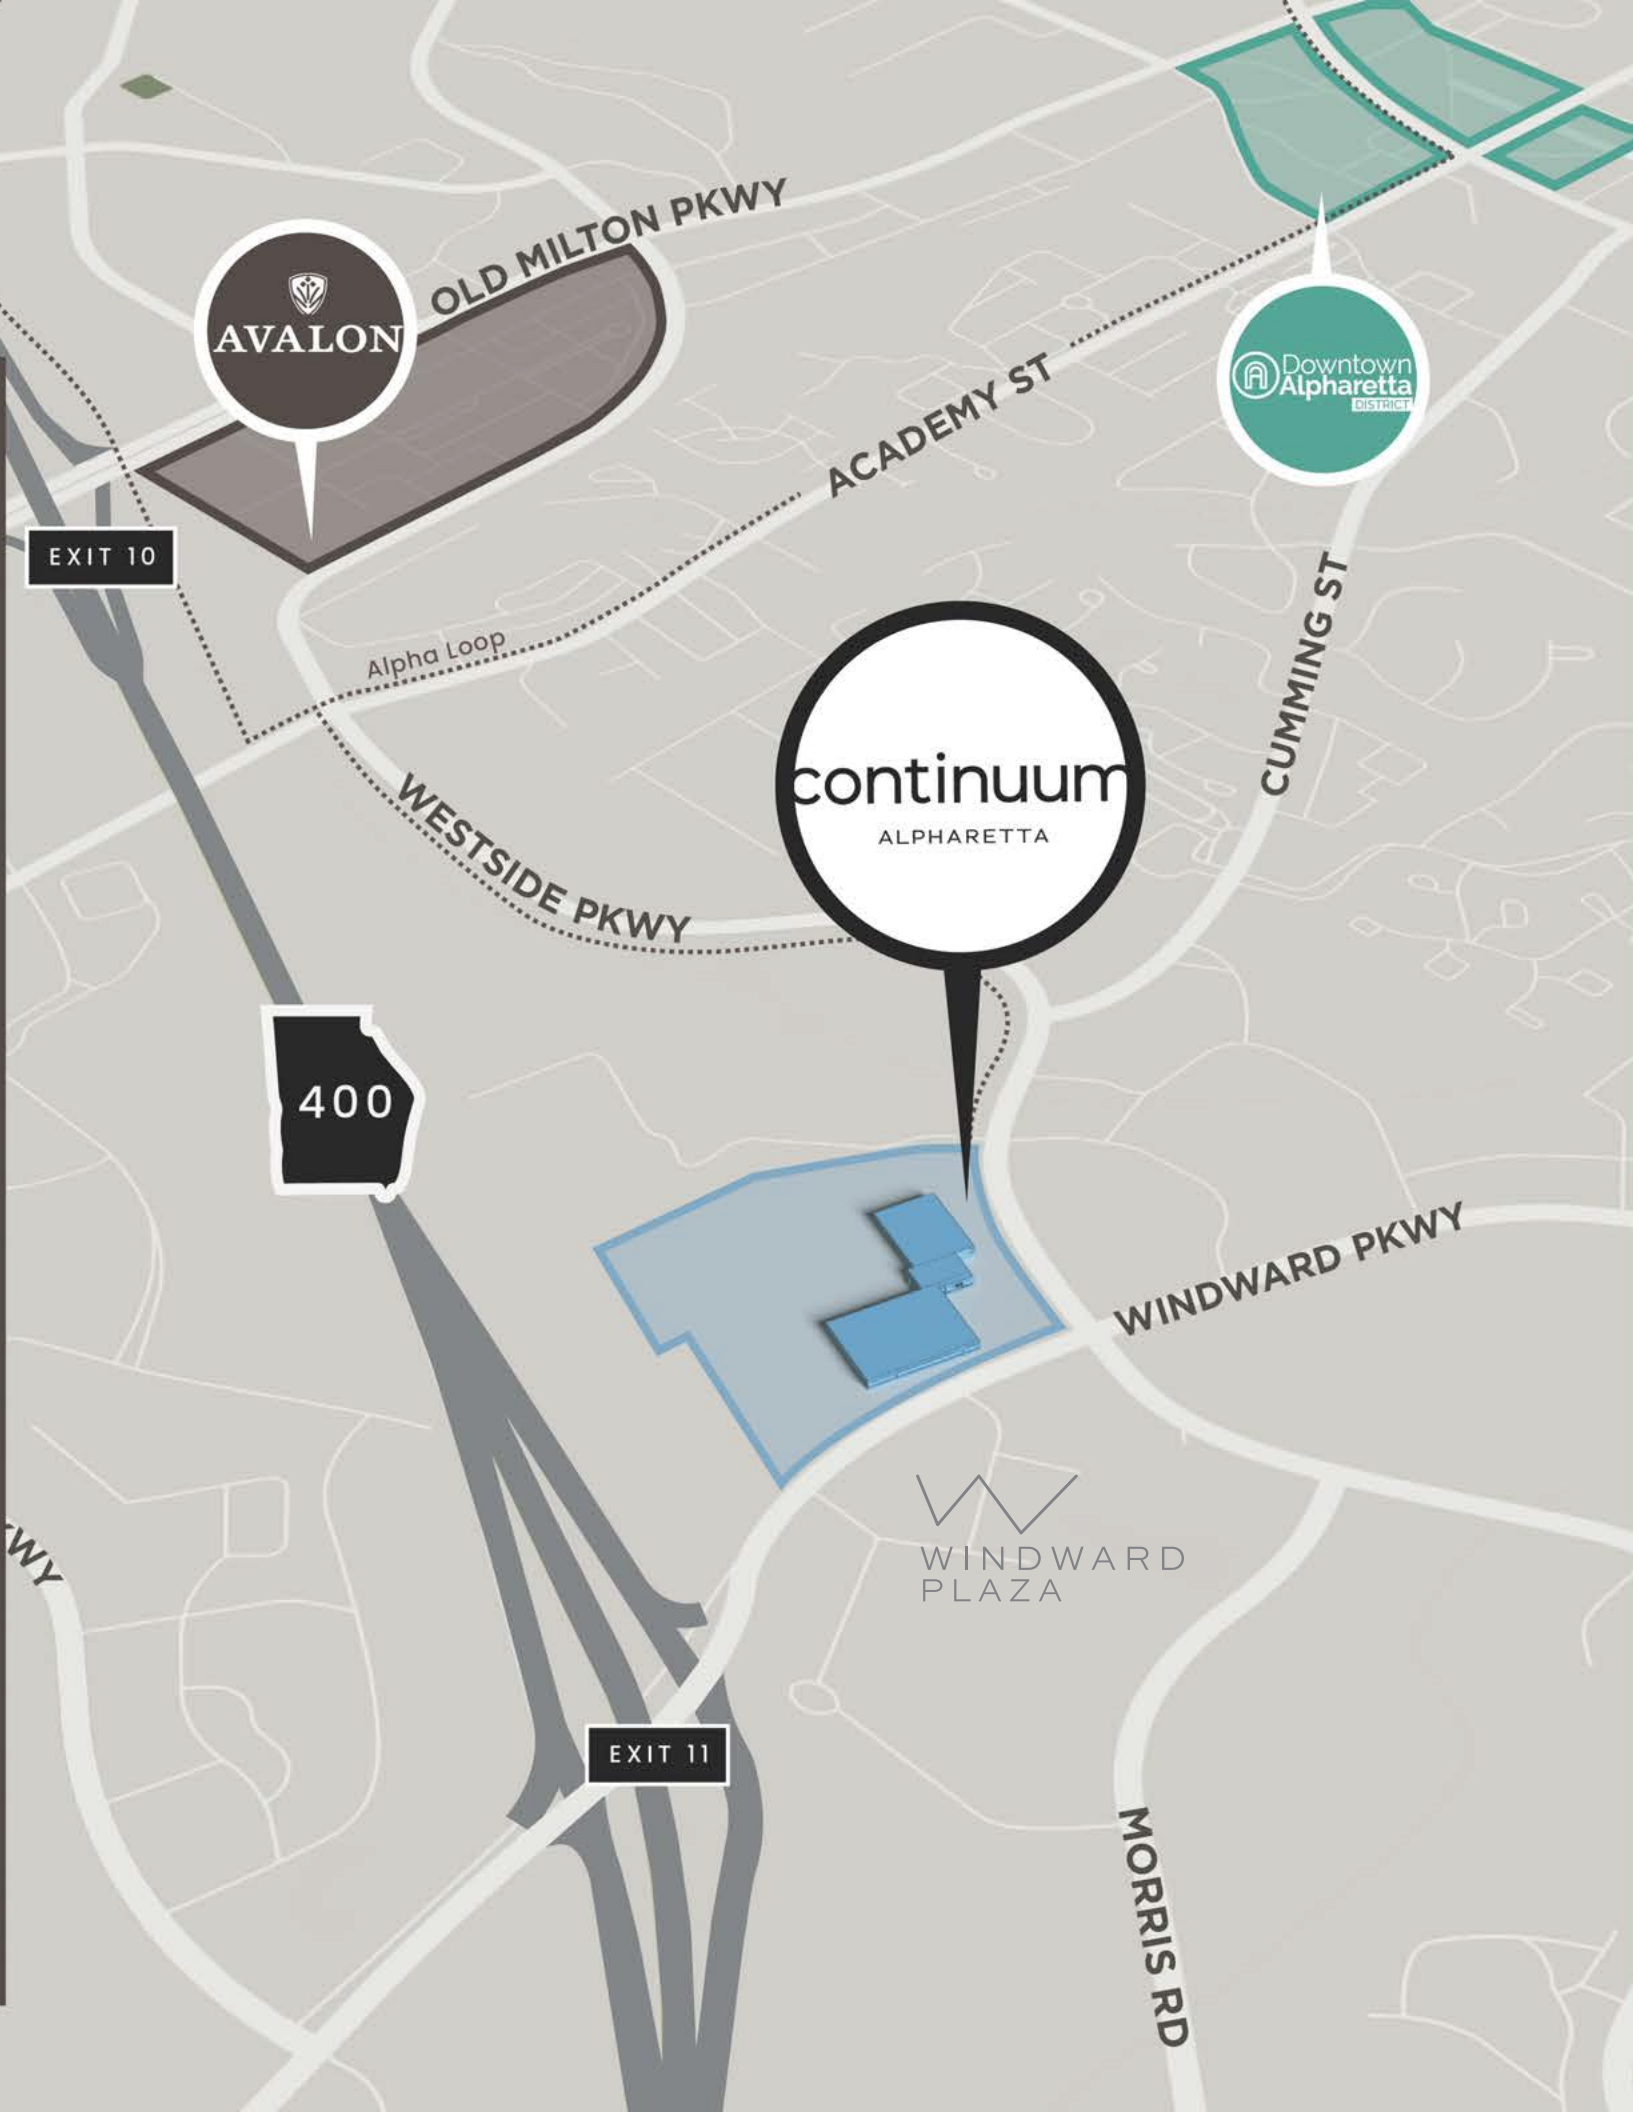 OLD MILTON PKWY
AVALON
Downtown
Alpharetta
DISTRICT
ACADEMY ST
EXIT 10
CUMMING ST
Alpha Loop
continuum
ALPHARETTA
WESTSIDE PKWY
400
WINDWARD PKWY
WINDWARD
PLAZA
EXIT 11
MORRIS RD